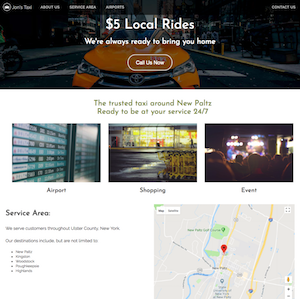 Jon's Taxi ABOUT US SERVICE AREA AIRPORTS CONTACT US
$5 Local Rides
We're always ready to bring you home
Call Us Now
The trusted taxi around New Paltz
Ready to be at your service 24/7
Airport Shopping Event
Service Area:
We serve customers throughout Ulster County, New York.
Our destinations include, but are not limited to:
New Paltz
Kingston
Woodstock
Poughkeepsie
Highlands
Map Satellite
New Paltz Golf Course
New Paltz